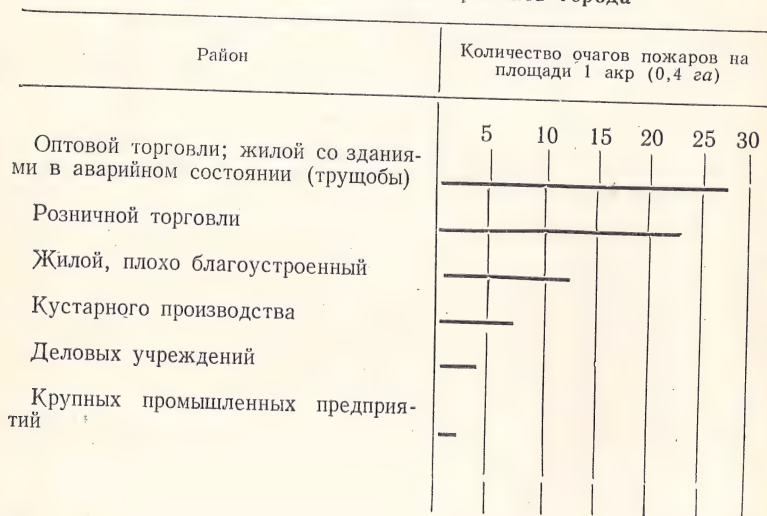 города
Район
Количество очагов пожаров на
площади 1 акр (0,4 га)
5 10 15 20 25 30
Оптовой торговли; жилой со здания-
ми в аварийном состоянии (трущобы)
Розничной торговли
Жилой, плохо благоустроенный
Кустарного производства
Деловых учреждений
Крупных промышленных предприя-
тий